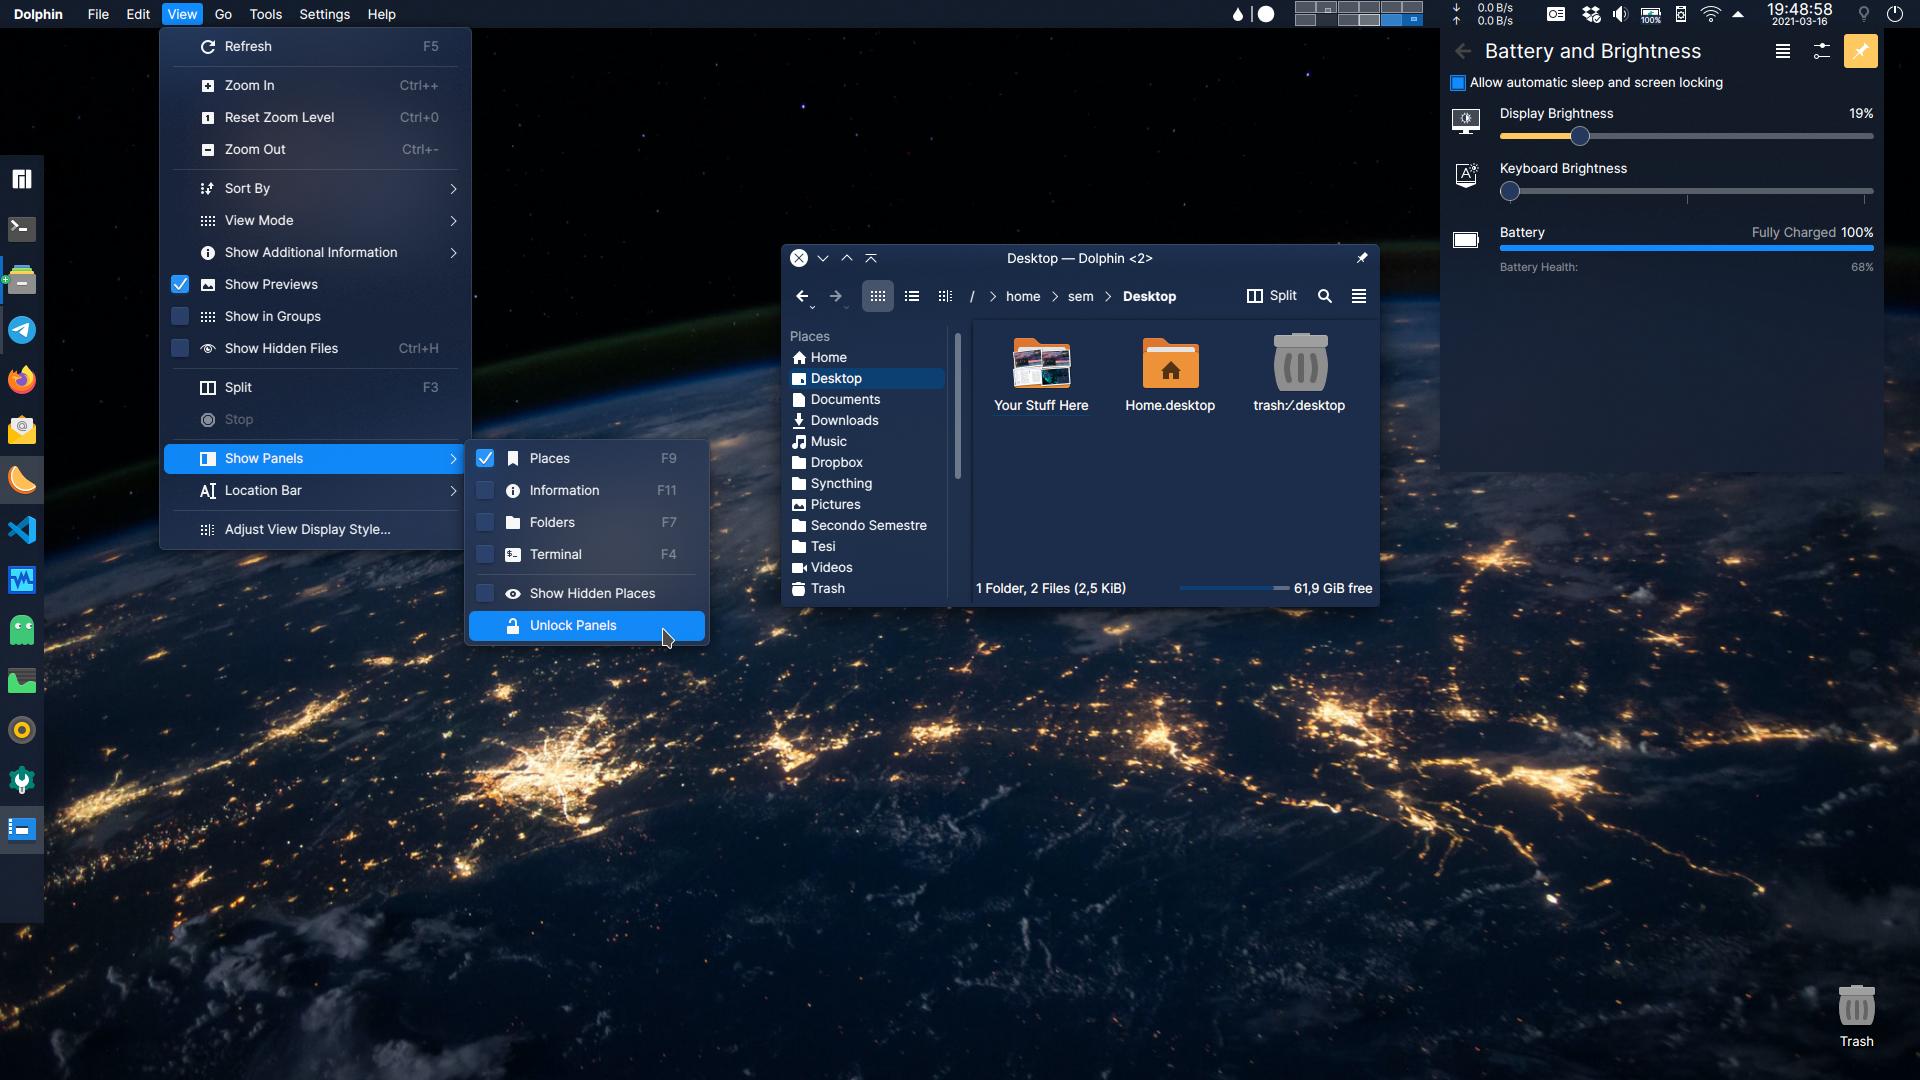 Dolphin File Edit View Go Tools Settings Help
0.0 B/s
0.0 B/s
100%
19:48:58
2021-03-16
Refresh F5
Zoom In Ctrl++
Reset Zoom Level Ctrl+0
Zoom Out Ctrl+-
Sort By
View Mode
Show Additional Information
Show Previews
Show in Groups
Show Hidden Files Ctrl+H
Split F3
Stop
Show Panels
Location Bar
Adjust View Display Style...
Places F9
Information F11
Folders F7
Terminal F4
Show Hidden Places
Unlock Panels
Desktop — Dolphin <2>
/ > home > sem > Desktop Split
Places
Home
Desktop
Documents
Downloads
Music
Dropbox
Syncthing
Pictures
Secondo Semestre
Tesi
Videos
Trash
Your Stuff Here Home.desktop trash:⁄.desktop
1 Folder, 2 Files (2,5 KiB) 61,9 GiB free
Battery and Brightness
Allow automatic sleep and screen locking
Display Brightness 19%
Keyboard Brightness
Battery Fully Charged 100%
Battery Health: 68%
Trash